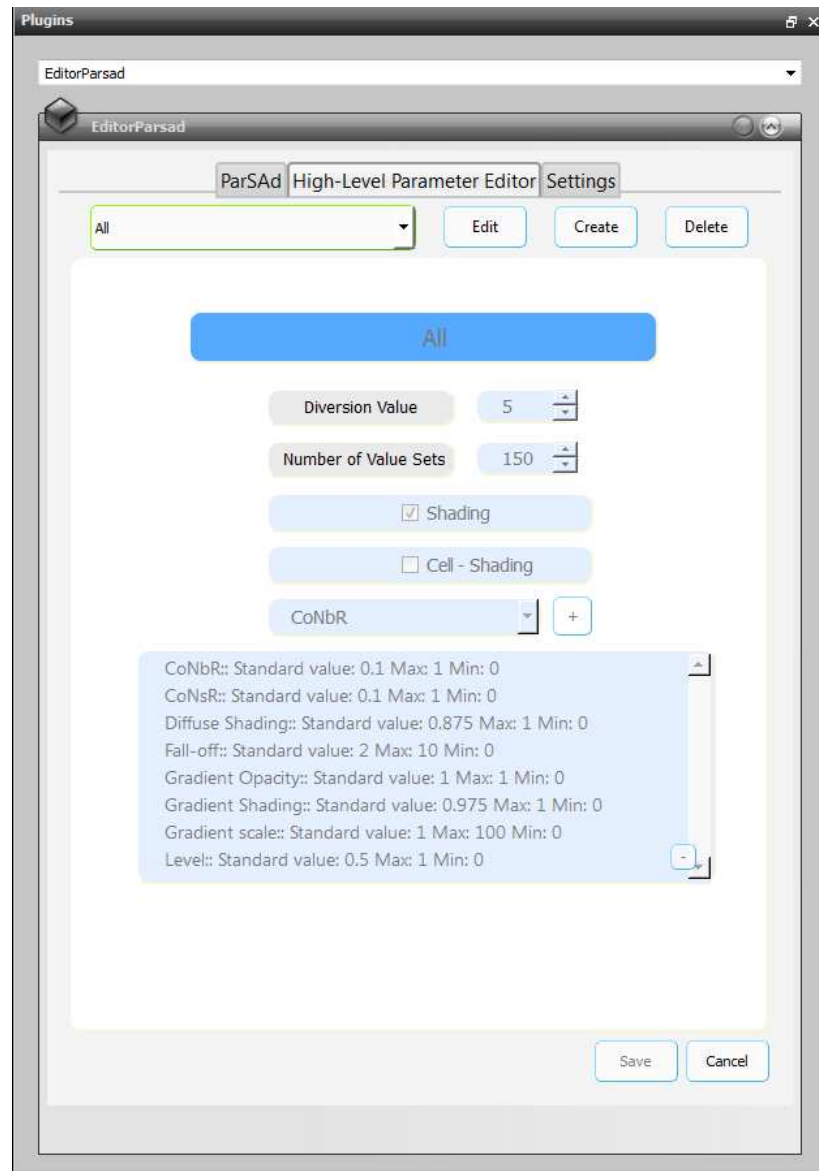 Plugins
EditorParsad
EditorParsad
ParSAd High-Level Parameter Editor Settings
All Edit Create Delete
All
Diversion Value 5
Number of Value Sets 150
Shading
Cell - Shading
CoNbR +
CoNbR:: Standard value: 0.1 Max: 1 Min: 0
CoNsR:: Standard value: 0.1 Max: 1 Min: 0
Diffuse Shading:: Standard value: 0.875 Max: 1 Min: 0
Fall-off:: Standard value: 2 Max: 10 Min: 0
Gradient Opacity:: Standard value: 1 Max: 1 Min: 0
Gradient Shading:: Standard value: 0.975 Max: 1 Min: 0
Gradient scale:: Standard value: 1 Max: 100 Min: 0
Level:: Standard value: 0.5 Max: 1 Min: 0 -
Save Cancel